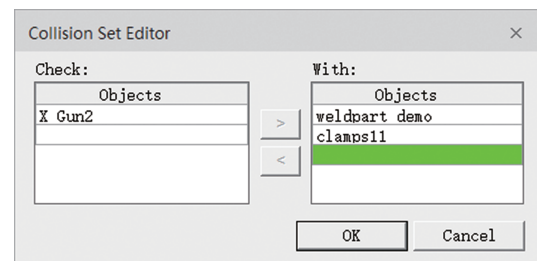 Collision Set Editor ×
Check: With:
Objects Objects
X Gun2 > weldpart demo
clamps11
<
OK Cancel